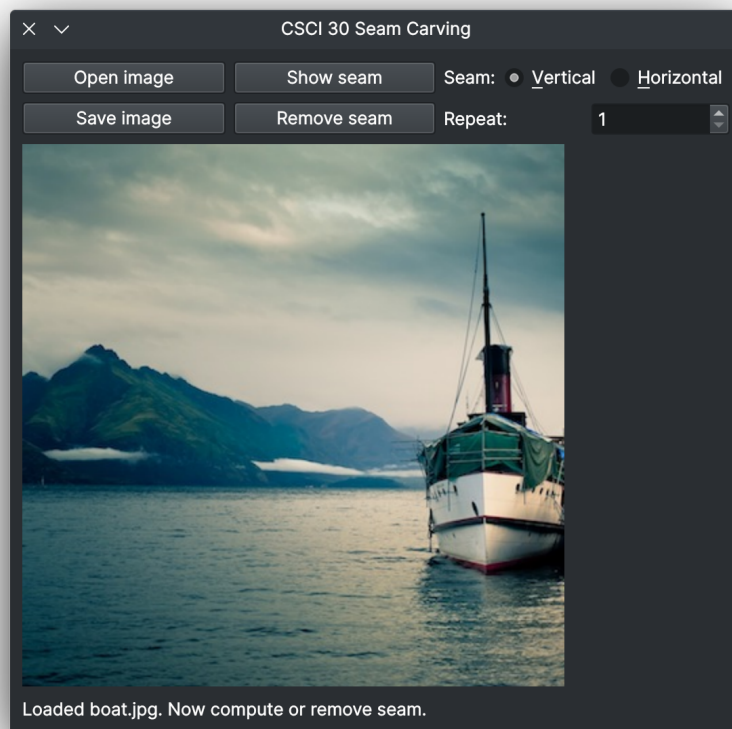 CSCI 30 Seam Carving
Open image Show seam Seam: Vertical Horizontal
Save image Remove seam Repeat: 1
Loaded boat.jpg. Now compute or remove seam.